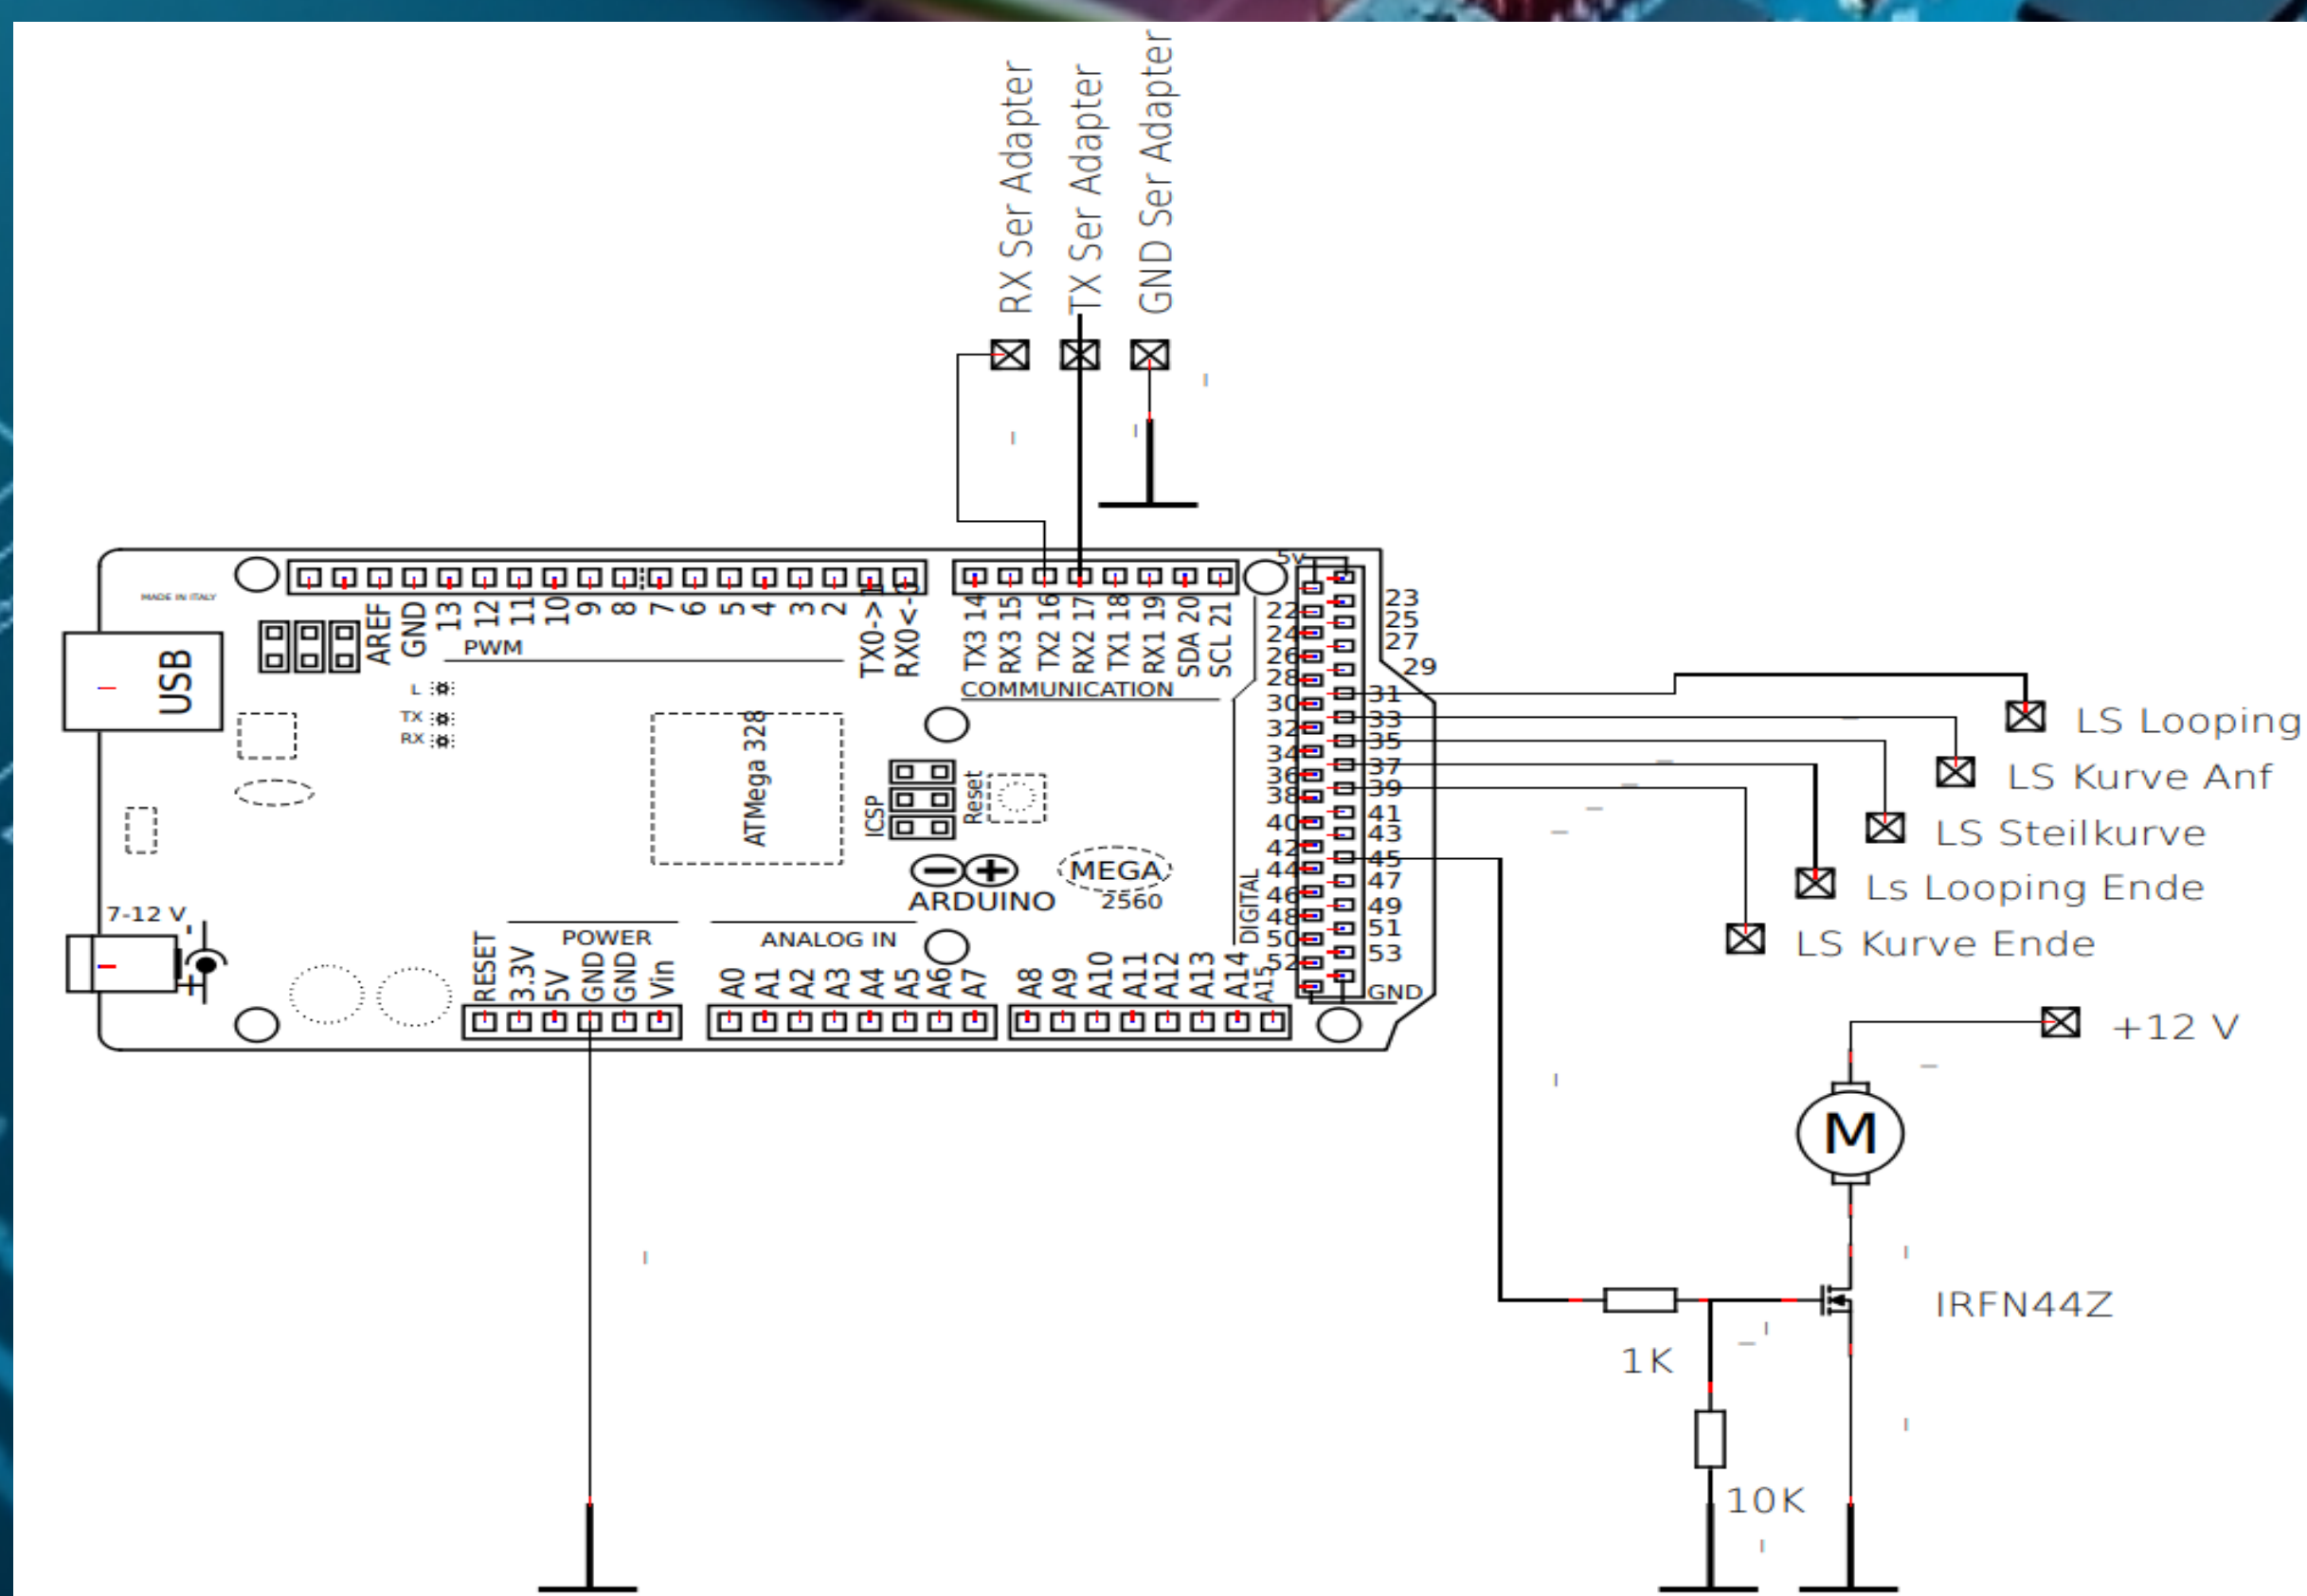 RX Ser Adapter
TX Ser Adapter
GND Ser Adapter
MADE IN ITALY
AREF
GND
13
12
11
10
9
8
7
6
5
4
3
2
TX0->1
RX0<-0
TX3 14
RX3 15
TX2 16
RX2 17
TX1 18
RX1 19
SDA 20
SCL 21
5v
PWM
COMMUNICATION
USB
L
TX
RX
ATMega 328
ICSP
Reset
ARDUINO
MEGA
2560
DIGITAL
22
24
26
28
30
32
34
36
38
40
42
44
46
48
50
52
23
25
27
29
31
33
35
37
39
41
43
45
47
49
51
53
GND
LS Looping
LS Kurve Anf
LS Steilkurve
Ls Looping Ende
LS Kurve Ende
7-12 V
-
+
POWER
ANALOG IN
RESET
3.3V
5V
GND
GND
Vin
A0
A1
A2
A3
A4
A5
A6
A7
A8
A9
A10
A11
A12
A13
A14
A15
+12 V
M
IRFN44Z
1K
10K